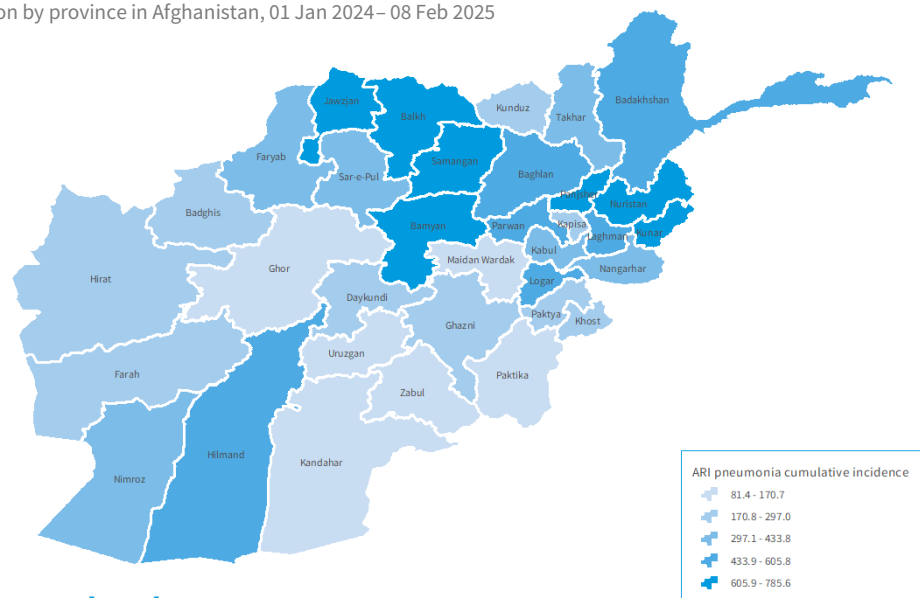 on by province in Afghanistan, 01 Jan 2024– 08 Feb 2025
Jawzjan
Balkh
Kunduz
Takhar
Badakhshan
Faryab
Sar-e-Pul
Samangan
Baghlan
Panjsher
Nuristan
Badghis
Bamyan
Parwan
Kapisa
Laghman
Kunar
Kabul
Maidan Wardak
Nangarhar
Hirat
Ghor
Logar
Daykundi
Paktya
Khost
Ghazni
Uruzgan
Farah
Zabul
Paktika
Hilmand
Kandahar
Nimroz
ARI pneumonia cumulative incidence
81.4 - 170.7
170.8 - 297.0
297.1 - 433.8
433.9 - 605.8
605.9 - 785.6